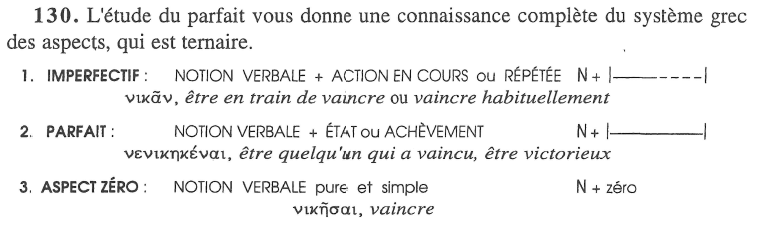 130. L'étude du parfait vous donne une connaissance complète du système grec
des aspects, qui est ternaire.
1. IMPERFECTIF : NOTION VERBALE + ACTION EN COURS ou RÉPÉTÉE N + |———----|
νικᾶν, être en train de vaincre ou vaincre habituellement
2. PARFAIT : NOTION VERBALE + ÉTAT ou ACHÈVEMENT N + |————|
νενικηκέναι, être quelqu'un qui a vaincu, être victorieux
3. ASPECT ZÉRO : NOTION VERBALE pure et simple N + zéro
νικῆσαι, vaincre